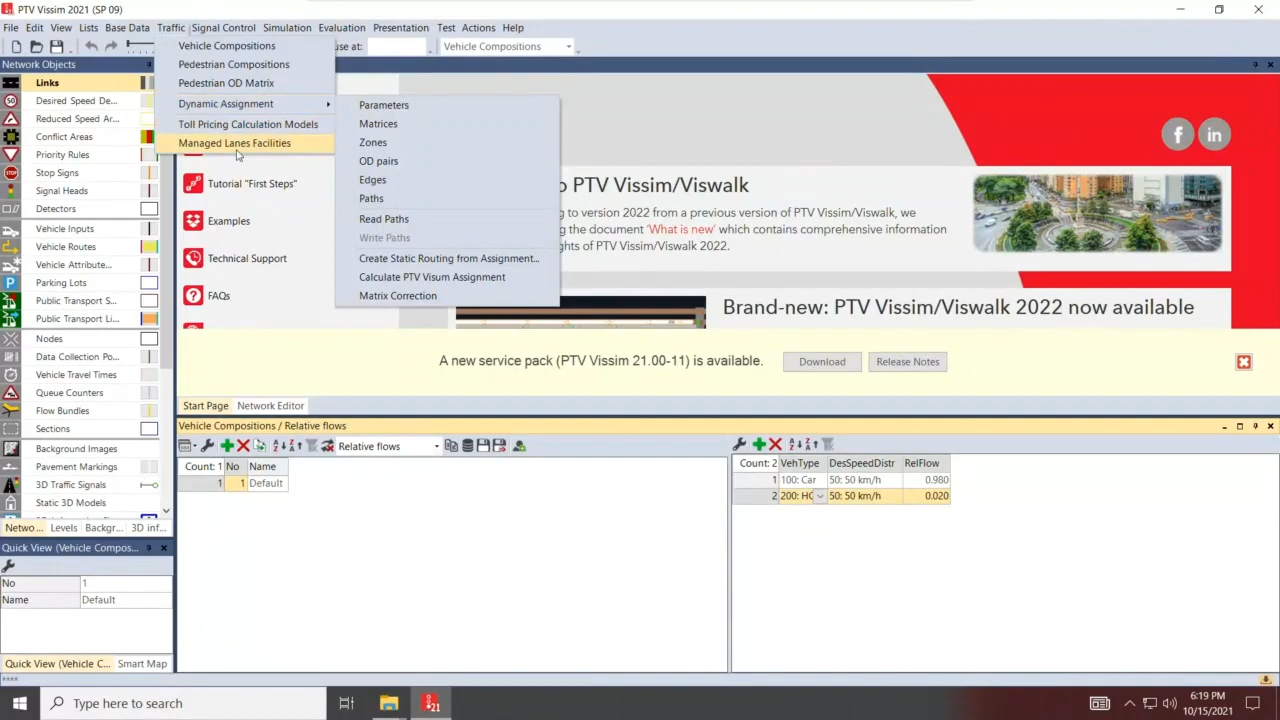 PTV Vissim 2021 (SP 09)
File Edit View Lists Base Data Traffic Signal Control Simulation Evaluation Presentation Test Actions Help
use at: Vehicle Compositions
Network Objects
Links
Desired Speed De...
Reduced Speed Ar...
Conflict Areas
Priority Rules
Stop Signs
Signal Heads
Detectors
Vehicle Inputs
Vehicle Routes
Vehicle Attribute...
Parking Lots
Public Transport S...
Public Transport Li...
Nodes
Data Collection Po...
Vehicle Travel Times
Queue Counters
Flow Bundles
Sections
Background Images
Pavement Markings
3D Traffic Signals
Static 3D Models
Netwo... Levels Backgr... 3D inf...
Vehicle Compositions
Pedestrian Compositions
Pedestrian OD Matrix
Dynamic Assignment
Toll Pricing Calculation Models
Managed Lanes Facilities
Parameters
Matrices
Zones
OD pairs
Edges
Paths
Read Paths
Write Paths
Create Static Routing from Assignment...
Calculate PTV Visum Assignment
Matrix Correction
Tutorial "First Steps"
Examples
Technical Support
FAQs
o PTV Vissim/Viswalk
g to version 2022 from a previous version of PTV Vissim/Viswalk, we
ng the document 'What is new' which contains comprehensive information
ghts of PTV Vissim/Viswalk 2022.
Brand-new: PTV Vissim/Viswalk 2022 now available
A new service pack (PTV Vissim 21.00-11) is available. Download Release Notes
Start Page Network Editor
Vehicle Compositions / Relative flows
Relative flows
Count: 1 No Name
1 1 Default
Count: 2 VehType DesSpeedDistr RelFlow
1 100: Car 50: 50 km/h 0.980
2 200: HG 50: 50 km/h 0.020
Quick View (Vehicle Compos...
No 1
Name Default
Quick View (Vehicle C... Smart Map
****
Type here to search
21
6:19 PM
10/15/2021